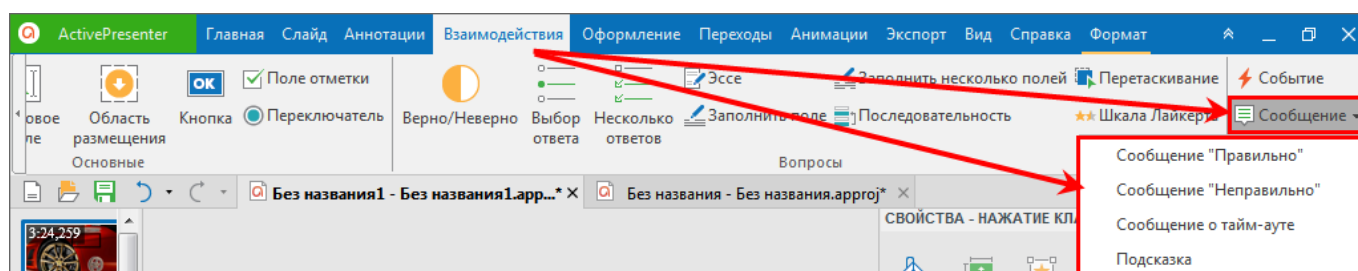 ActivePresenter Главная Слайд Аннотации Взаимодействия Оформление Переходы Анимации Экспорт Вид Справка Формат
Поле отметки Эссе Заполнить несколько полей Перетаскивание Событие
OK
овое Область Кнопка Переключатель Верно/Неверно Выбор Несколько Заполнить поле Последовательность Шкала Лайкерта Сообщение
ле размещения ответа ответов
Основные Вопросы
Сообщение "Правильно"
Без названия1 - Без названия1.app...* Без названия - Без названия.approj*
Сообщение "Неправильно"
СВОЙСТВА - НАЖАТИЕ
3:24,259
Сообщение о тайм-ауте
Подсказка